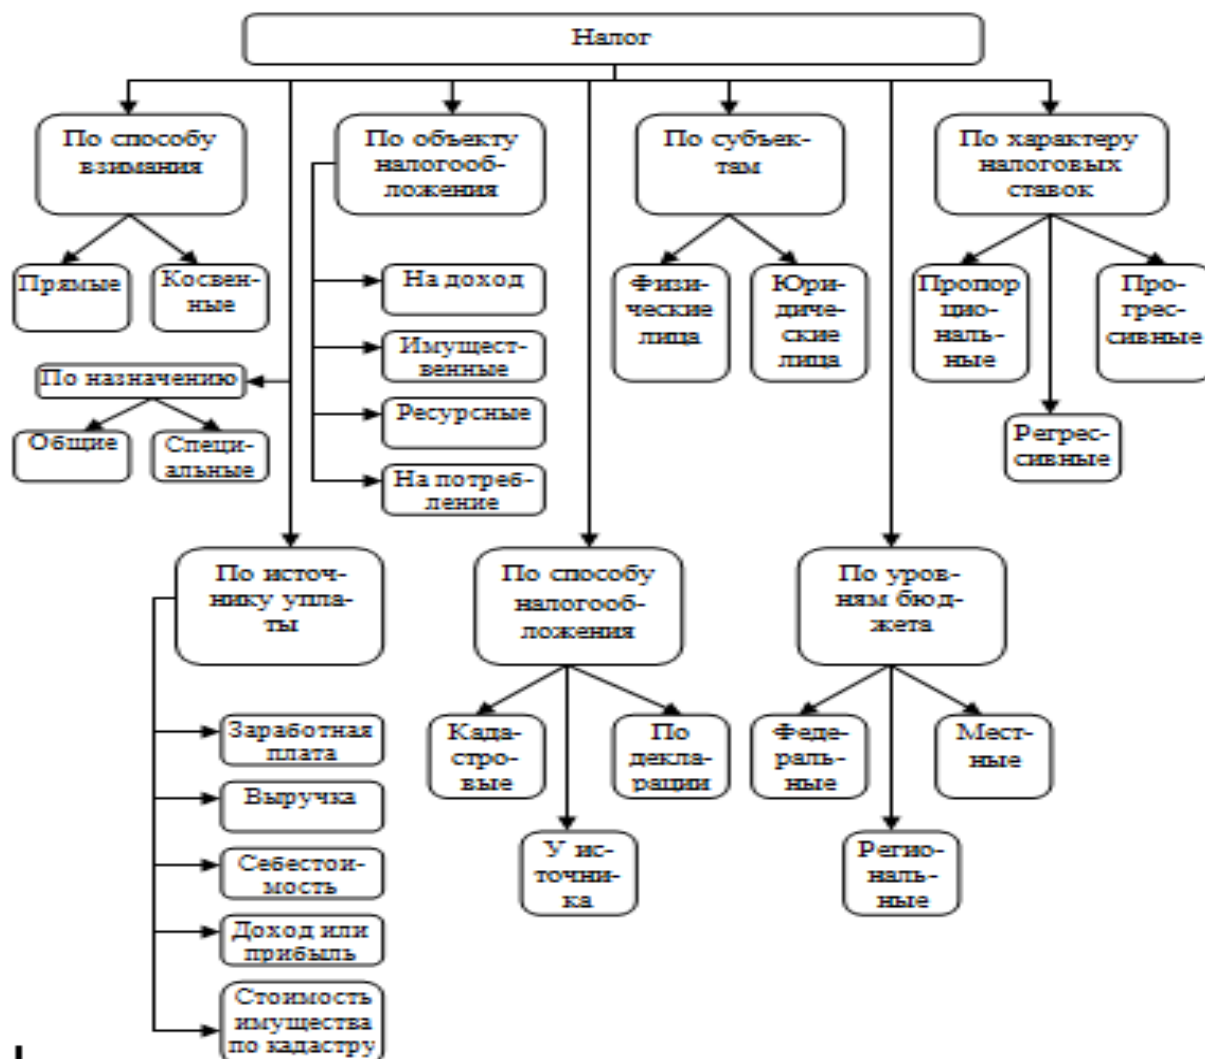 Налог
По способу
взимания
По объекту
налогооб-
ложения
По субъек-
там
По характеру
налоговых
ставок
Прямые
Косвен-
ные
На доход
Имущест-
венные
Ресурсные
На потреб-
ление
Физи-
ческие
лица
Юри-
дичес-
ские
лица
Пропор
цио-
наль-
ные
Про-
грес-
сивные
Регрес-
сивные
По назначению
Общие
Специ-
альные
По источ-
нику упла-
ты
По способу
налогооб-
ложения
По уров-
ням бюд-
жета
Заработная
плата
Выручка
Себестои-
мость
Доход или
прибыль
Стоимость
имущества
по кадастру
Када-
стро-
вые
У ис-
точни-
ка
По
декла-
рации
Феде-
раль-
ные
Регио-
наль-
ные
Мест-
ные